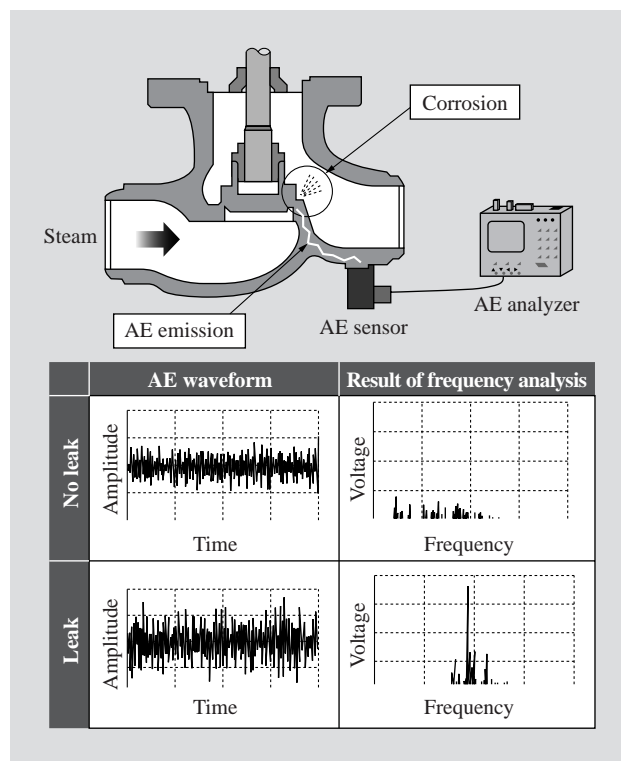 Corrosion
Steam
AE analyzer
AE emission
AE sensor
AE waveform
Result of frequency analysis
No leak
Amplitude
Time
Voltage
Frequency
Leak
Amplitude
Time
Voltage
Frequency